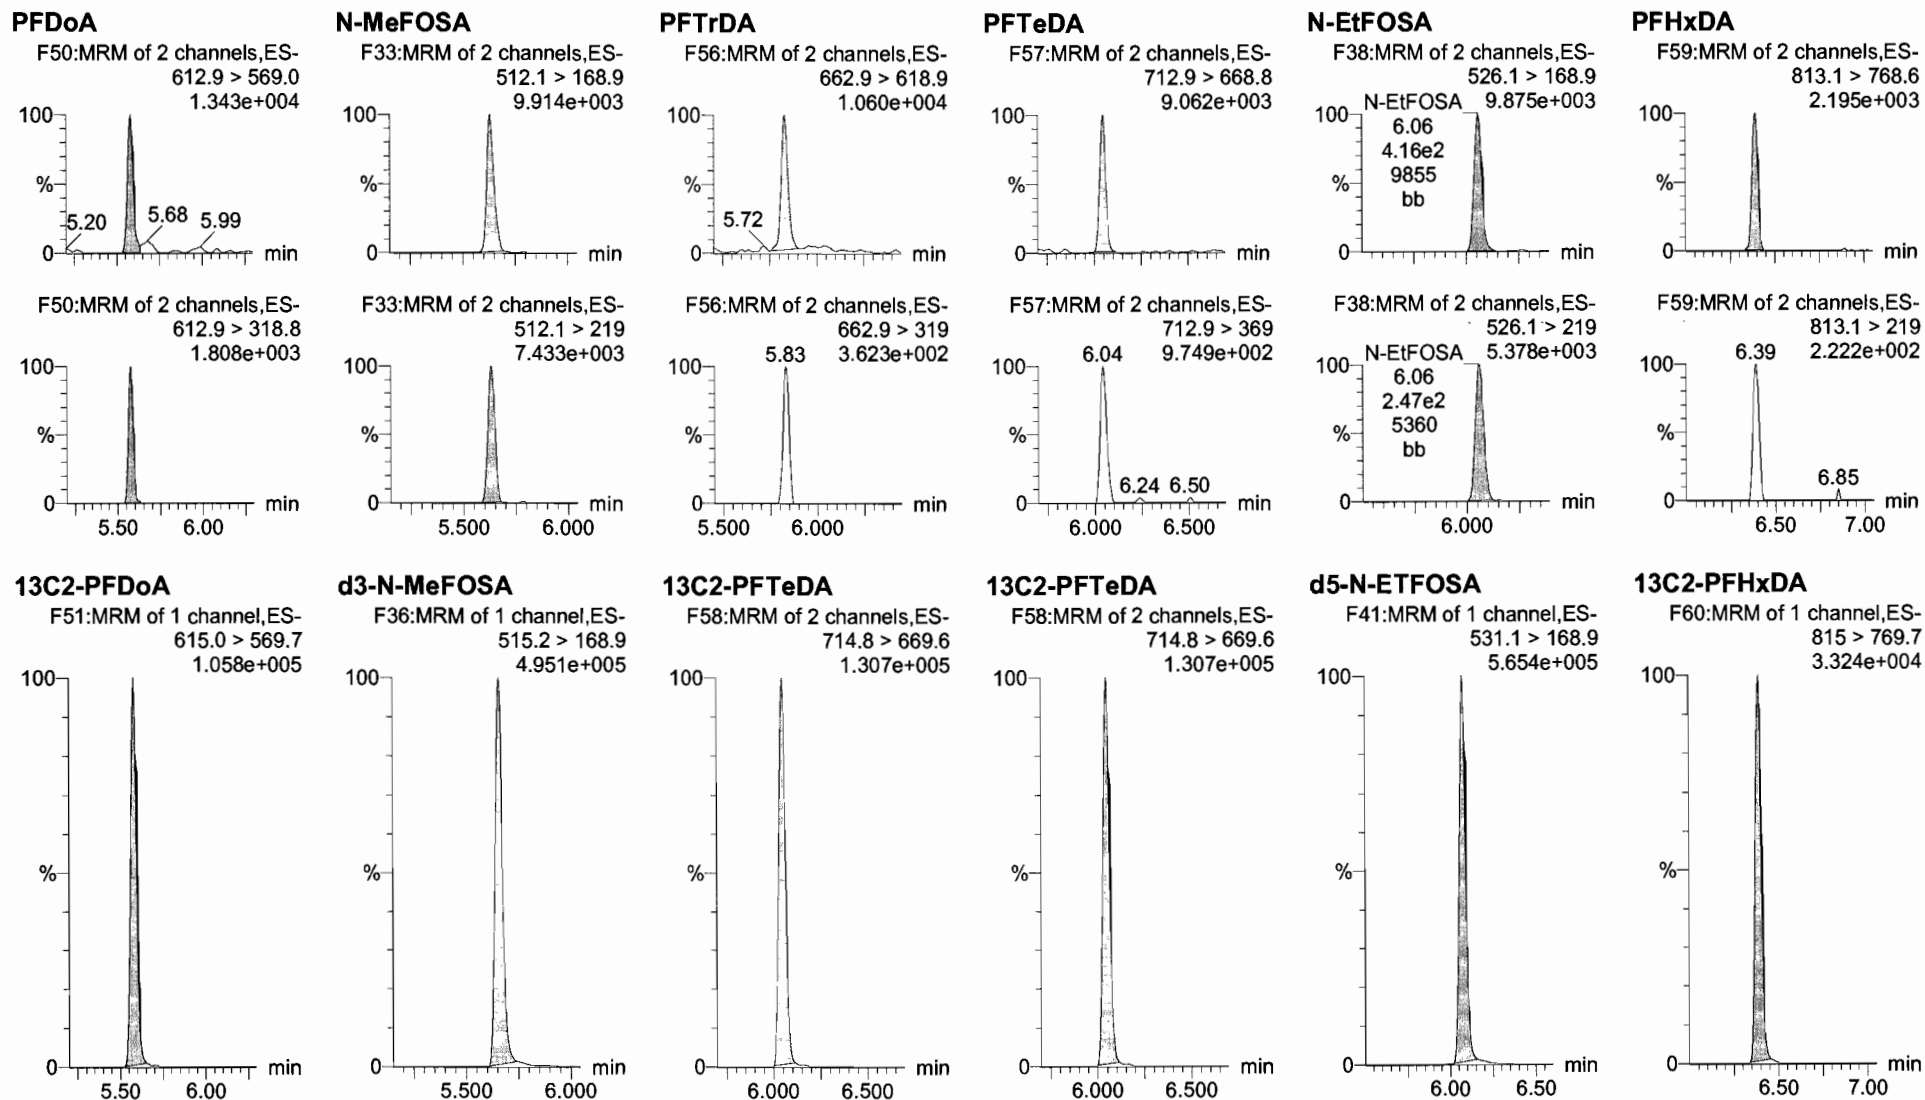 PFDoA
F50:MRM of 2 channels,ES-
612.9 > 569.0
1.343e+004
100
%
0
5.20
5.68
5.99
min
N-MeFOSA
F33:MRM of 2 channels,ES-
512.1 > 168.9
9.914e+003
100
%
0
min
PFTrDA
F56:MRM of 2 channels,ES-
662.9 > 618.9
1.060e+004
100
%
0
5.72
min
PFTeDA
F57:MRM of 2 channels,ES-
712.9 > 668.8
9.062e+003
100
%
0
min
N-EtFOSA
F38:MRM of 2 channels,ES-
526.1 > 168.9
9.875e+003
N-EtFOSA
6.06
4.16e2
9855
bb
100
%
0
min
PFHxDA
F59:MRM of 2 channels,ES-
813.1 > 768.6
2.195e+003
100
%
0
min
F50:MRM of 2 channels,ES-
612.9 > 318.8
1.808e+003
100
%
0
min
5.50 6.00
F33:MRM of 2 channels,ES-
512.1 > 219
7.433e+003
100
%
0
min
5.500 6.000
F56:MRM of 2 channels,ES-
662.9 > 319
5.83 3.623e+002
100
%
0
min
5.500 6.000
F57:MRM of 2 channels,ES-
712.9 > 369
6.04 9.749e+002
100
%
0
6.24 6.50
min
6.000 6.500
F38:MRM of 2 channels,ES-
526.1 > 219
5.378e+003
N-EtFOSA
6.06
2.47e2
5360
bb
100
%
0
min
6.000
F59:MRM of 2 channels,ES-
813.1 > 219
6.39 2.222e+002
100
%
0
6.85
min
6.50 7.00
13C2-PFDoA
F51:MRM of 1 channel,ES-
615.0 > 569.7
1.058e+005
100
%
0
min
5.50 6.00
d3-N-MeFOSA
F36:MRM of 1 channel,ES-
515.2 > 168.9
4.951e+005
100
%
0
min
5.500 6.000
13C2-PFTeDA
F58:MRM of 2 channels,ES-
714.8 > 669.6
1.307e+005
100
%
0
min
6.000 6.500
13C2-PFTeDA
F58:MRM of 2 channels,ES-
714.8 > 669.6
1.307e+005
100
%
0
min
6.000 6.500
d5-N-ETFOSA
F41:MRM of 1 channel,ES-
531.1 > 168.9
5.654e+005
100
%
0
min
6.00 6.50
13C2-PFHxDA
F60:MRM of 1 channel,ES-
815 > 769.7
3.324e+004
100
%
0
min
6.50 7.00